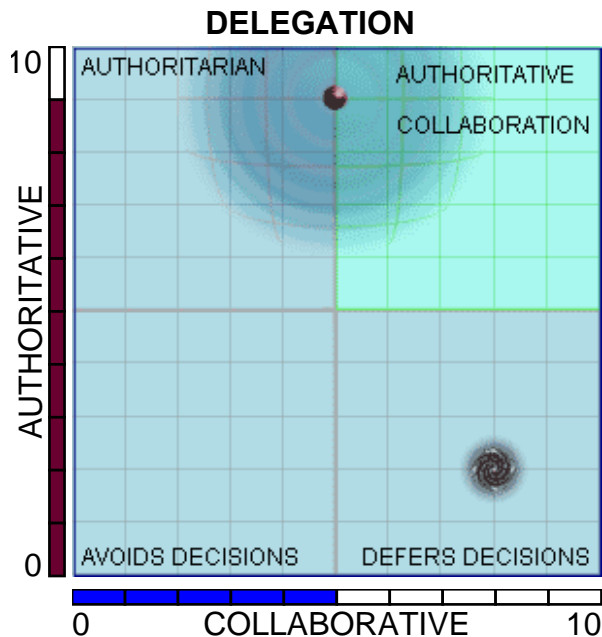 DELEGATION
10
AUTHORITARIAN
AUTHORITATIVE
COLLABORATION
AUTHORITATIVE
0
AVOIDS DECISIONS
DEFERS DECISIONS
0
COLLABORATIVE
10